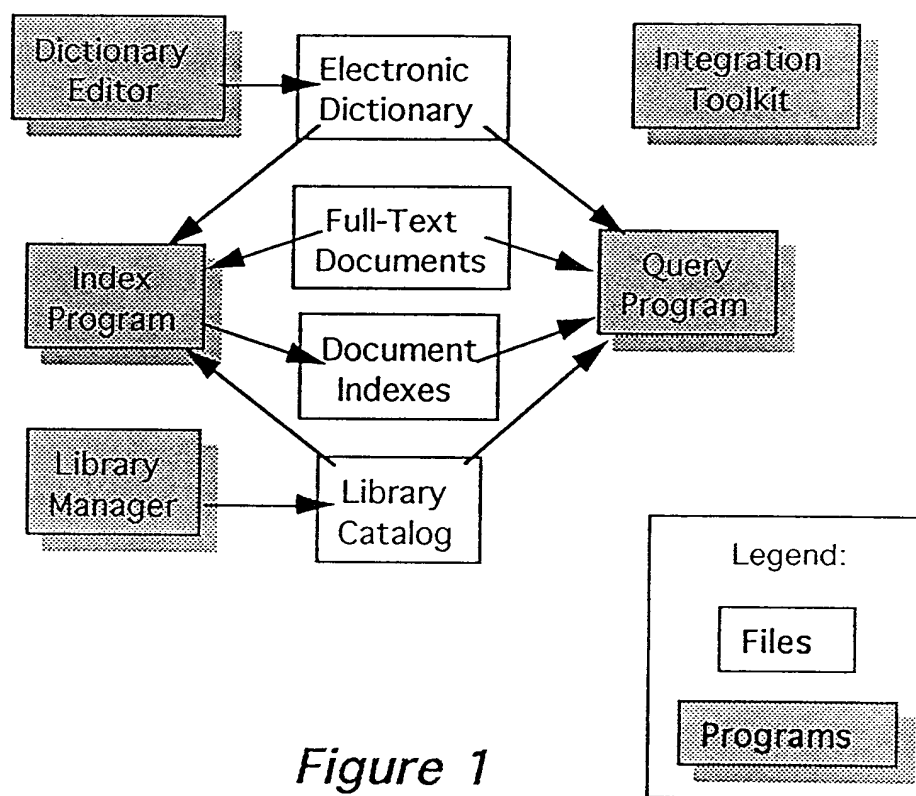 Dictionary
Editor
Electronic
Dictionary
Integration
Toolkit
Full-Text
Documents
Index
Program
Query
Program
Document
Indexes
Library
Manager
Library
Catalog
Legend:
Files
Programs
Figure 1